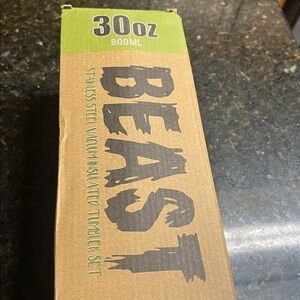 30oz
800ML
BEAST
STAINLESS STEEL VACUUM INSULATED TUMBLER SET